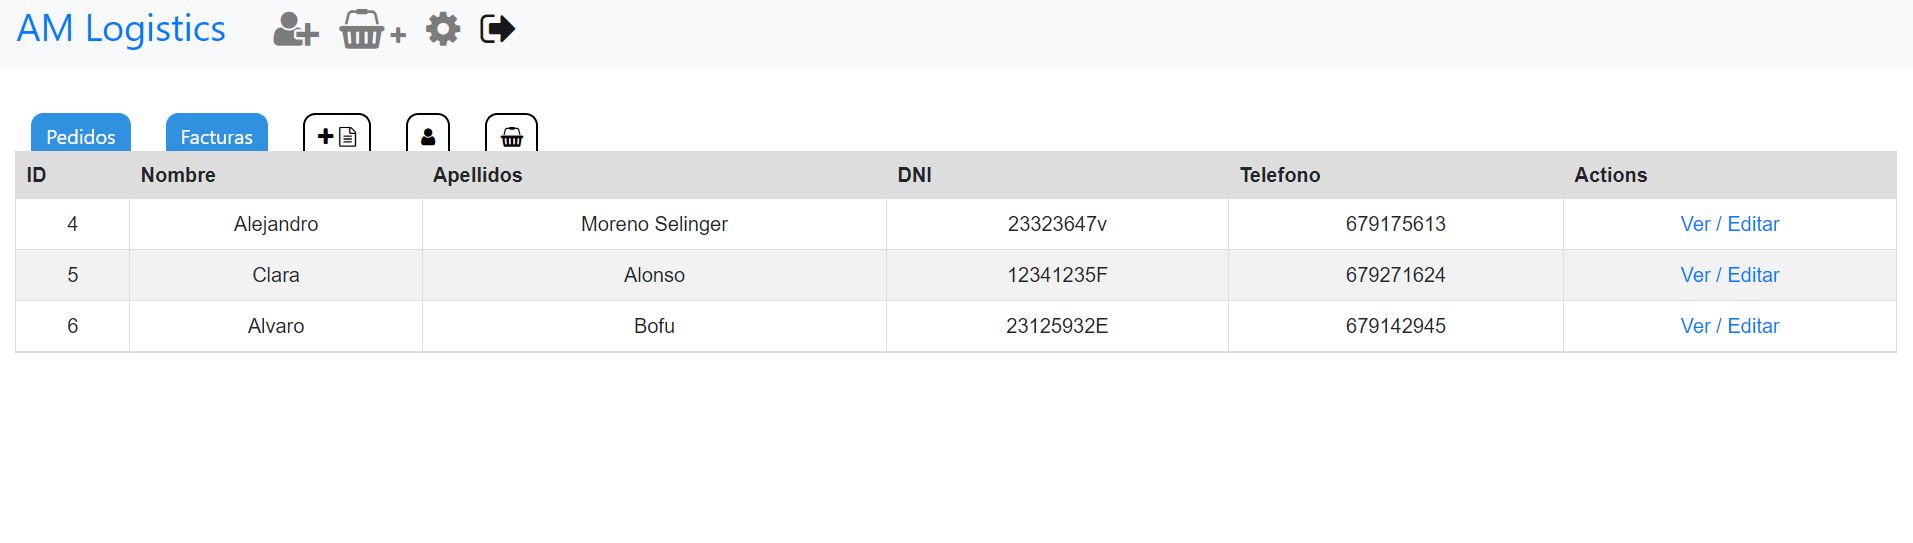 AM Logistics
Pedidos Facturas
ID Nombre Apellidos DNI Telefono Actions
4 Alejandro Moreno Selinger 23323647v 679175613 Ver / Editar
5 Clara Alonso 12341235F 679271624 Ver / Editar
6 Alvaro Bofu 23125932E 679142945 Ver / Editar